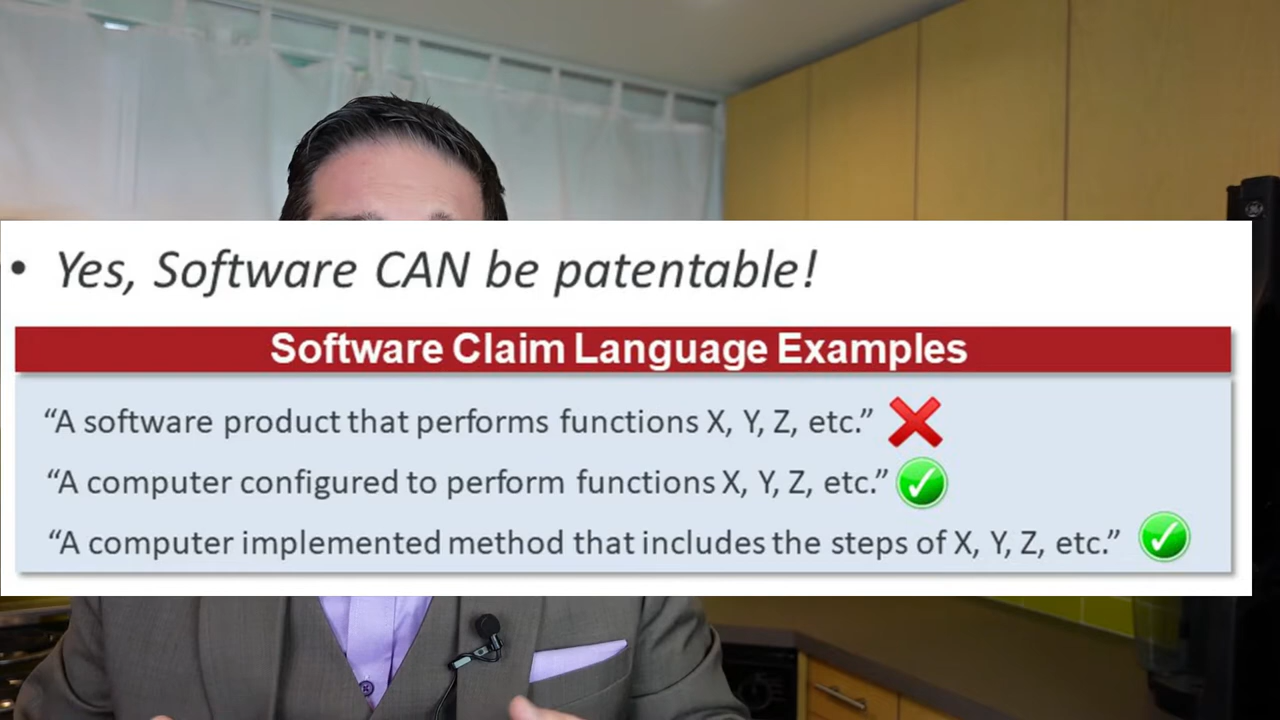 • Yes, Software CAN be patentable!
Software Claim Language Examples
“A software product that performs functions X, Y, Z, etc.”
“A computer configured to perform functions X, Y, Z, etc.”
“A computer implemented method that includes the steps of X, Y, Z, etc.”